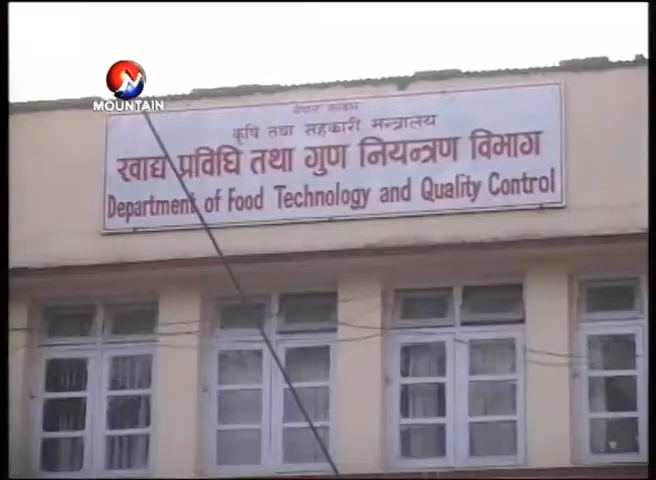 MOUNTAIN
नेपाल सरकार
कृषि तथा सहकारी मन्त्रालय
खाद्य प्रविधि तथा गुण नियन्त्रण विभाग
Department of Food Technology and Quality Control